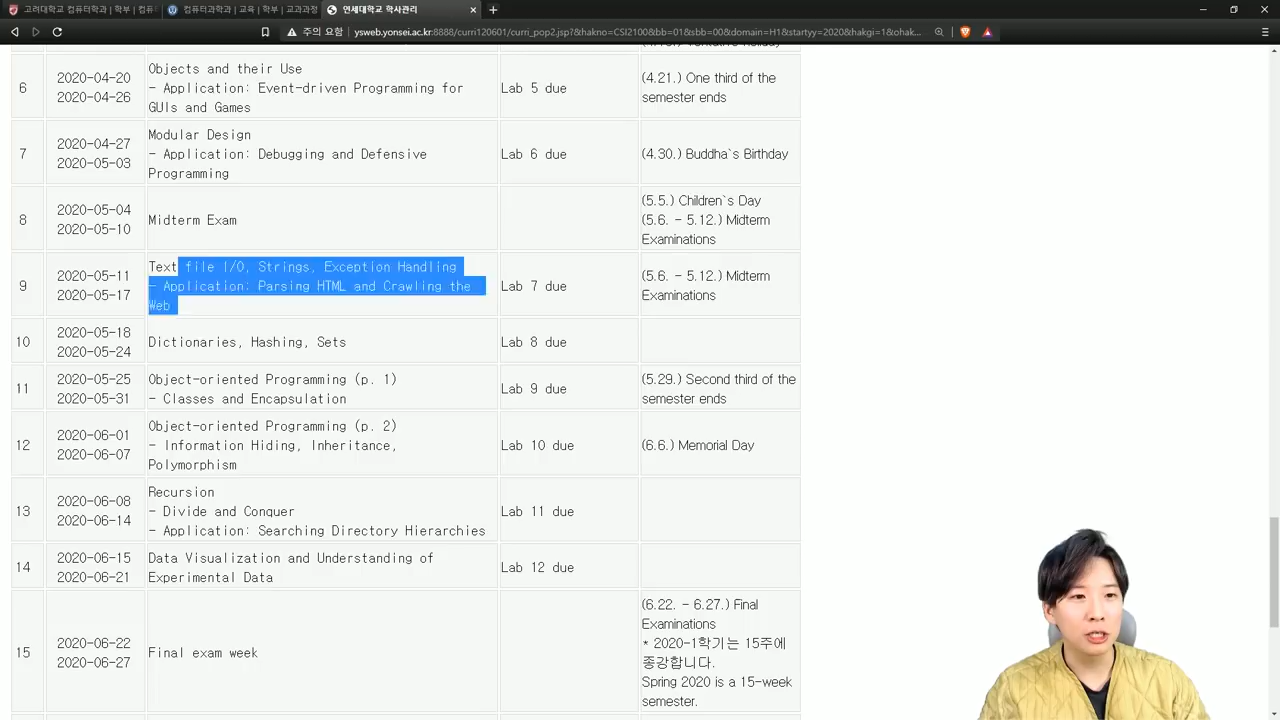 고려대학교 컴퓨터학과 | 학부 | 컴퓨터
컴퓨터과학과 | 교육 | 학부 | 교과과정
연세대학교 학사관리
주의 요함
ysweb.yonsei.ac.kr:8888/curri120601/curri_pop2.jsp?&hakno=CSI2100&bb=01&sbb=00&domain=H1&startyy=2020&hakgi=1&ohak...
6
2020-04-20
2020-04-26
Objects and their Use
- Application: Event-driven Programming for
GUIs and Games
Lab 5 due
(4.21.) One third of the
semester ends
7
2020-04-27
2020-05-03
Modular Design
- Application: Debugging and Defensive
Programming
Lab 6 due
(4.30.) Buddha`s Birthday
8
2020-05-04
2020-05-10
Midterm Exam
(5.5.) Children`s Day
(5.6. - 5.12.) Midterm
Examinations
9
2020-05-11
2020-05-17
Text file I/O, Strings, Exception Handling
- Application: Parsing HTML and Crawling the
Web
Lab 7 due
(5.6. - 5.12.) Midterm
Examinations
10
2020-05-18
2020-05-24
Dictionaries, Hashing, Sets
Lab 8 due
11
2020-05-25
2020-05-31
Object-oriented Programming (p. 1)
- Classes and Encapsulation
Lab 9 due
(5.29.) Second third of the
semester ends
12
2020-06-01
2020-06-07
Object-oriented Programming (p. 2)
- Information Hiding, Inheritance,
Polymorphism
Lab 10 due
(6.6.) Memorial Day
13
2020-06-08
2020-06-14
Recursion
- Divide and Conquer
- Application: Searching Directory Hierarchies
Lab 11 due
14
2020-06-15
2020-06-21
Data Visualization and Understanding of
Experimental Data
Lab 12 due
15
2020-06-22
2020-06-27
Final exam week
(6.22. - 6.27.) Final
Examinations
* 2020-1학기는 15주에
종강합니다.
Spring 2020 is a 15-week
semester.